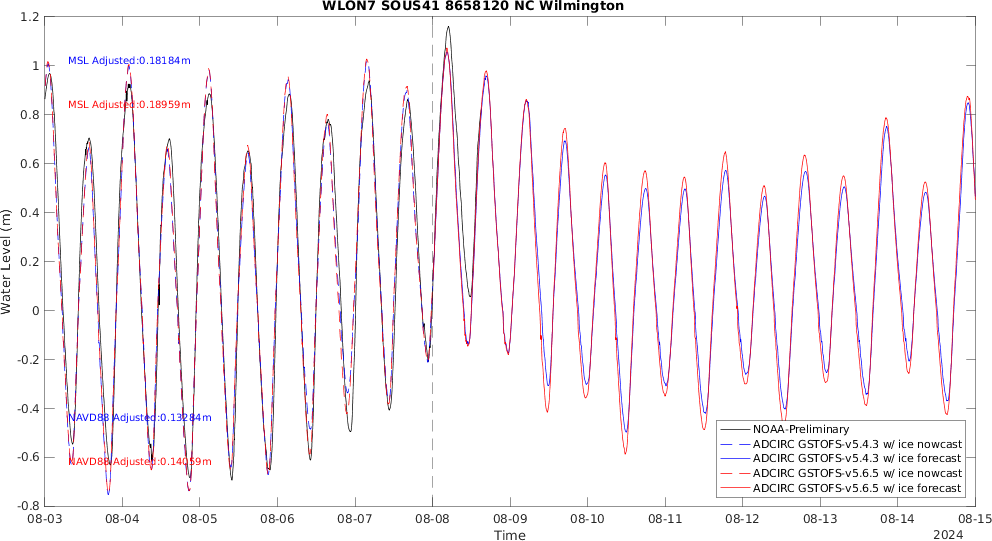 WLON7 SOUS41 8658120 NC Wilmington
Water Level (m)
1.2
1
0.8
0.6
0.4
0.2
0
-0.2
-0.4
-0.6
-0.8
MSL Adjusted:0.18184m
MSL Adjusted:0.18959m
NAVD88 Adjusted:0.13284m
NAVD88 Adjusted:0.14059m
NOAA-Preliminary
ADCIRC GSTOFS-v5.4.3 w/ ice nowcast
ADCIRC GSTOFS-v5.4.3 w/ ice forecast
ADCIRC GSTOFS-v5.6.5 w/ ice nowcast
ADCIRC GSTOFS-v5.6.5 w/ ice forecast
08-03 08-04 08-05 08-06 08-07 08-08 08-09 08-10 08-11 08-12 08-13 08-14 08-15
Time
2024